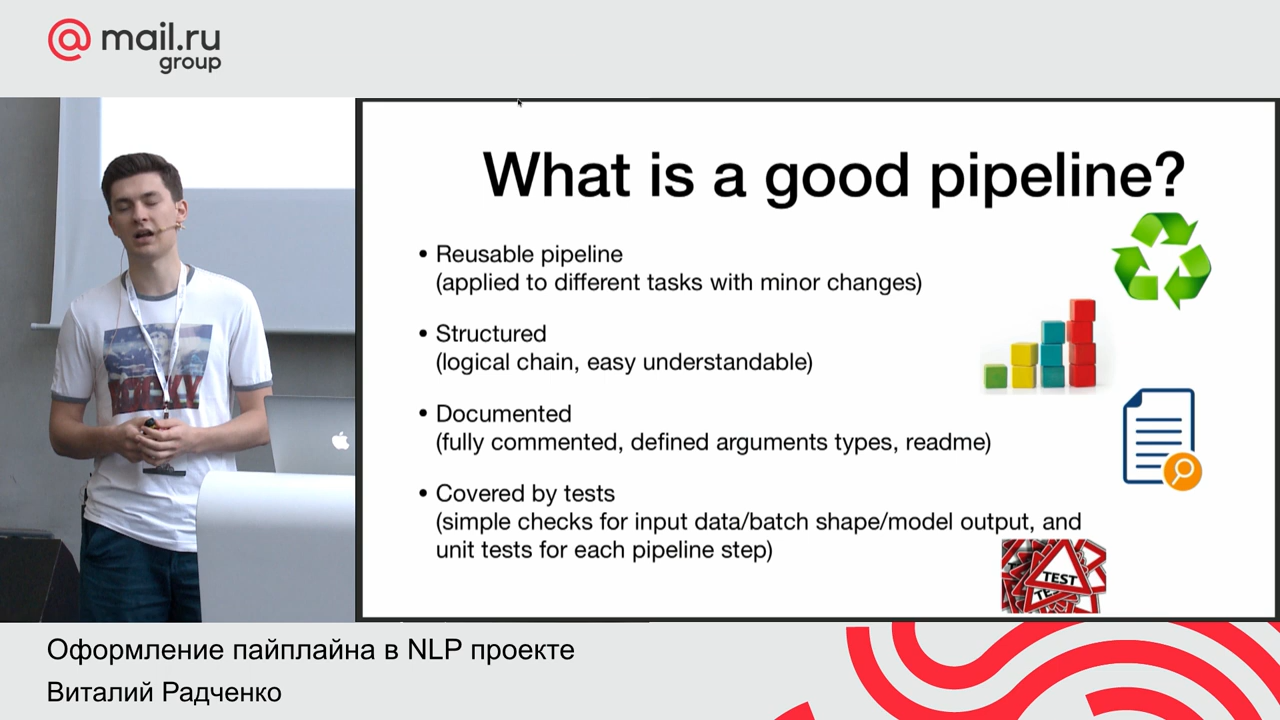 @ mail.ru
group
What is a good pipeline?
• Reusable pipeline
(applied to different tasks with minor changes)
• Structured
(logical chain, easy understandable)
• Documented
(fully commented, defined arguments types, readme)
• Covered by tests
(simple checks for input data/batch shape/model output, and
unit tests for each pipeline step)
TEST
Оформление пайплайна в NLP проекте
Виталий Радченко